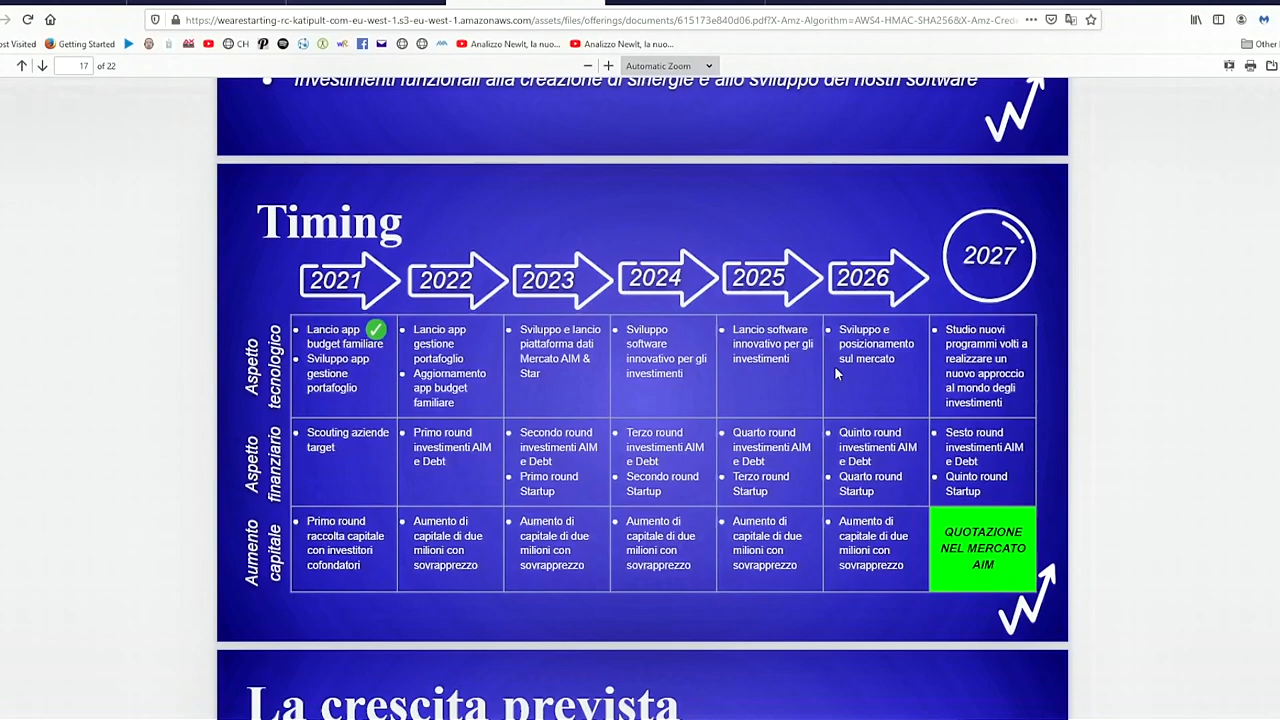 https://wearestarting-rc-katipult-com-eu-west-1.s3-eu-west-1.amazonaws.com/assets/files/offerings/documents/615173e840d06.pdf?X-Amz-Algorithm=AWS4-HMAC-SHA256&X-Amz-Cred
ost Visited
Getting Started
CH
Analizzo NewIt, la nuo...
Analizzo NewIt, la nuo...
Other
17 of 22
Automatic Zoom
Investimenti funzionali alla creazione di sinergie e allo sviluppo dei nostri software
Timing
2021
2022
2023
2024
2025
2026
2027
Aspetto
tecnologico
• Lancio app
budget familiare
• Sviluppo app
gestione
portafoglio
• Lancio app
gestione
portafoglio
• Aggiornamento
app budget
familiare
• Sviluppo e lancio
piattaforma dati
Mercato AIM &
Star
• Sviluppo
software
innovativo per gli
investimenti
• Lancio software
innovativo per gli
investimenti
• Sviluppo e
posizionamento
sul mercato
• Studio nuovi
programmi volti a
realizzare un
nuovo approccio
al mondo degli
investimenti
Aspetto
finanziario
• Scouting aziende
target
• Primo round
investimenti AIM
e Debt
• Secondo round
investimenti AIM
e Debt
• Primo round
Startup
• Terzo round
investimenti AIM
e Debt
• Secondo round
Startup
• Quarto round
investimenti AIM
e Debt
• Terzo round
Startup
• Quinto round
investimenti AIM
e Debt
• Quarto round
Startup
• Sesto round
investimenti AIM
e Debt
• Quinto round
Startup
Aumento
capitale
• Primo round
raccolta capitale
con investitori
cofondatori
• Aumento di
capitale di due
milioni con
sovrapprezzo
• Aumento di
capitale di due
milioni con
sovrapprezzo
• Aumento di
capitale di due
milioni con
sovrapprezzo
• Aumento di
capitale di due
milioni con
sovrapprezzo
• Aumento di
capitale di due
milioni con
sovrapprezzo
QUOTAZIONE
NEL MERCATO
AIM
La crescita prevista